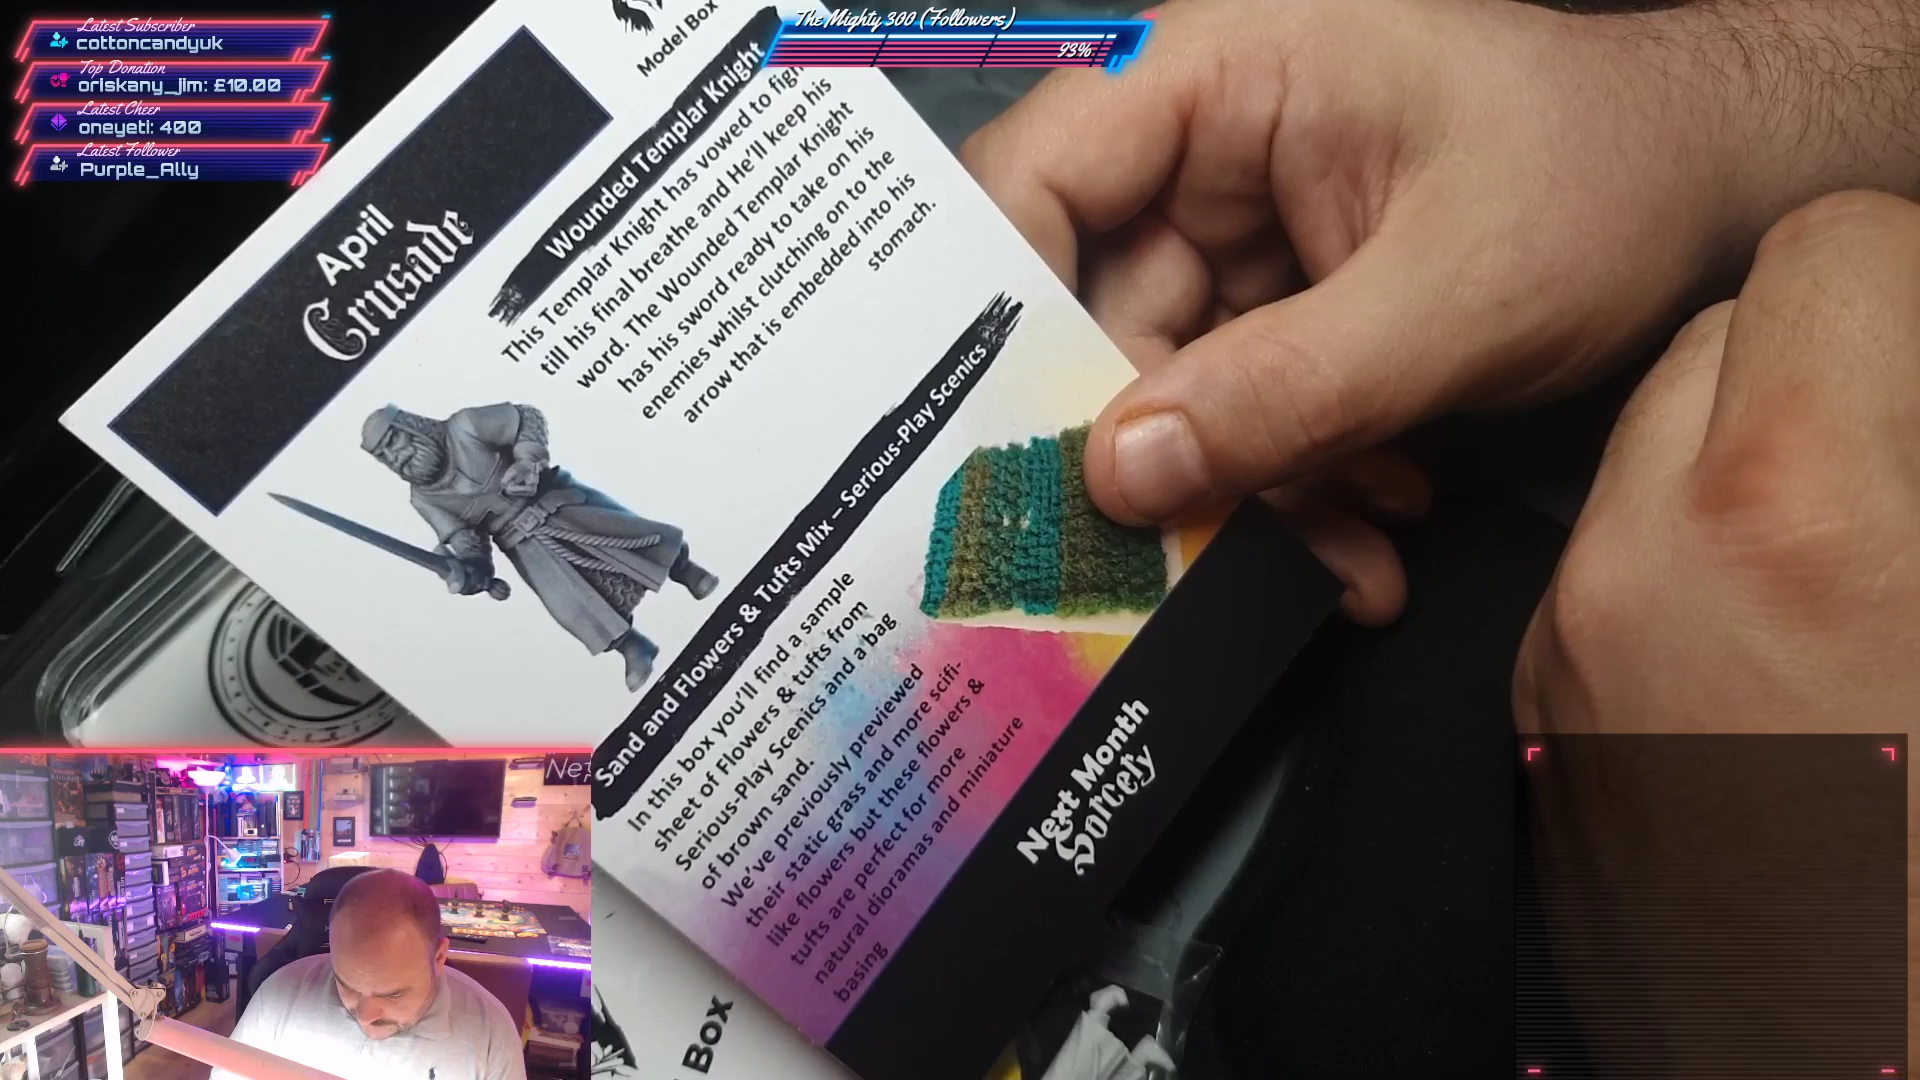 Latest Subscriber
cottoncandyuk
Top Donation
oriskany_jim: £10.00
Latest Cheer
oneyeti: 400
Latest Follower
Purple_Ally
The Mighty 300 (Followers)
93%
Model Box
April
Crusade
Wounded Templar Knight
This Templar Knight has vowed to figh
till his final breathe and He'll keep his
word. The Wounded Templar Knight
has his sword ready to take on his
enemies whilst clutching on to the
arrow that is embedded into his
stomach.
Sand and Flowers & Tufts Mix – Serious-Play Scenics
In this box you'll find a sample
sheet of Flowers & tufts from
Serious-Play Scenics and a bag
of brown sand.
We've previously previewed
their static grass and more scifi-
like flowers but these flowers &
tufts are perfect for more
natural dioramas and miniature
basing
Next Month
Sorcery
Box